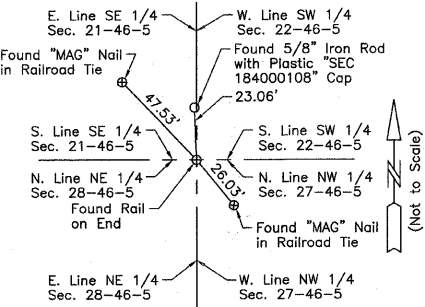 E. Line SE 1/4
Sec. 21-46-5
W. Line SW 1/4
Sec. 22-46-5
Found "MAG" Nail
in Railroad Tie
Found 5/8" Iron Rod
with Plastic "SEC
184000108" Cap
23.06'
47.53'
S. Line SE 1/4
Sec. 21-46-5
S. Line SW 1/4
Sec. 22-46-5
N. Line NE 1/4
Sec. 28-46-5
26.03'
N. Line NW 1/4
Sec. 27-46-5
Found Rail
on End
Found "MAG" Nail
in Railroad Tie
N
(Not to Scale)
E. Line NE 1/4
Sec. 28-46-5
W. Line NW 1/4
Sec. 27-46-5